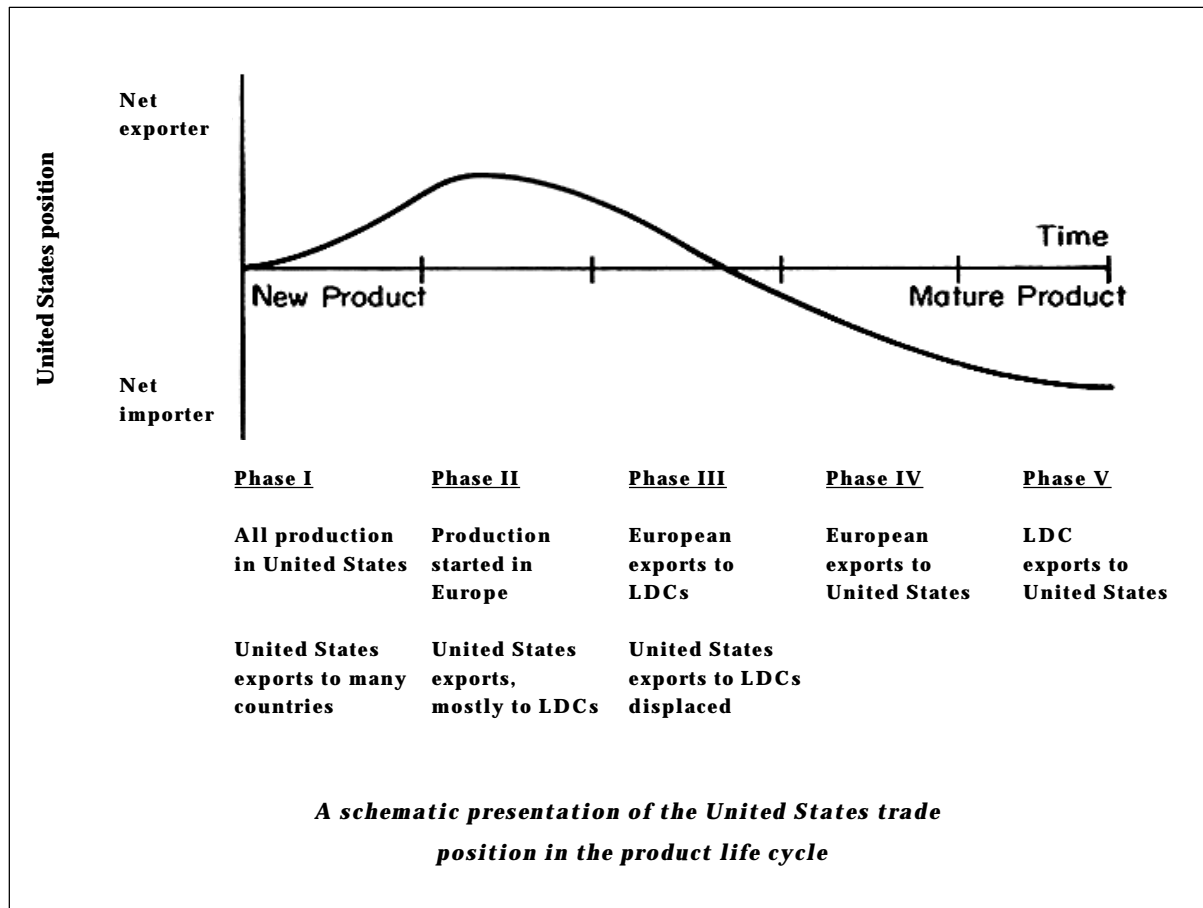 Net
exporter
United States position
Time
New Product
Mature Product
Net
importer
Phase I
All production
in United States
United States
exports to many
countries
Phase II
Production
started in
Europe
United States
exports,
mostly to LDCs
Phase III
European
exports to
LDCs
United States
exports to LDCs
displaced
Phase IV
European
exports to
United States
Phase V
LDC
exports to
United States
A schematic presentation of the United States trade
position in the product life cycle